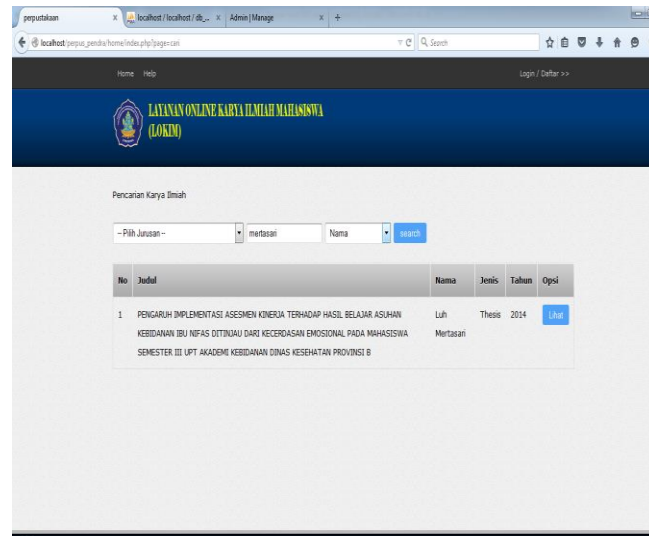 perpustakaan x localhost / localhost / db_... x Admin | Manage x +
localhost/perpus_pendis/home/index.php?page=cari Search
Home Help Login / Daftar >>
LAYANAN ONLINE KARYA ILMIAH MAHASISWA
(LOKIM)
Pencarian Karya Ilmiah
-- Pilih Jurusan -- mertasari Nama search
No Judul Nama Jenis Tahun Opsi
1 PENGARUH IMPLEMENTASI ASESMEN KINERJA TERHADAP HASIL BELAJAR ASUHAN Luh Thesis 2014 Lihat
KEBIDANAN IBU NIFAS DITINJAU DARI KECERDASAN EMOSIONAL PADA MAHASISWA Mertasari
SEMESTER III UPT AKADEMI KEBIDANAN DINAS KESEHATAN PROVINSI B